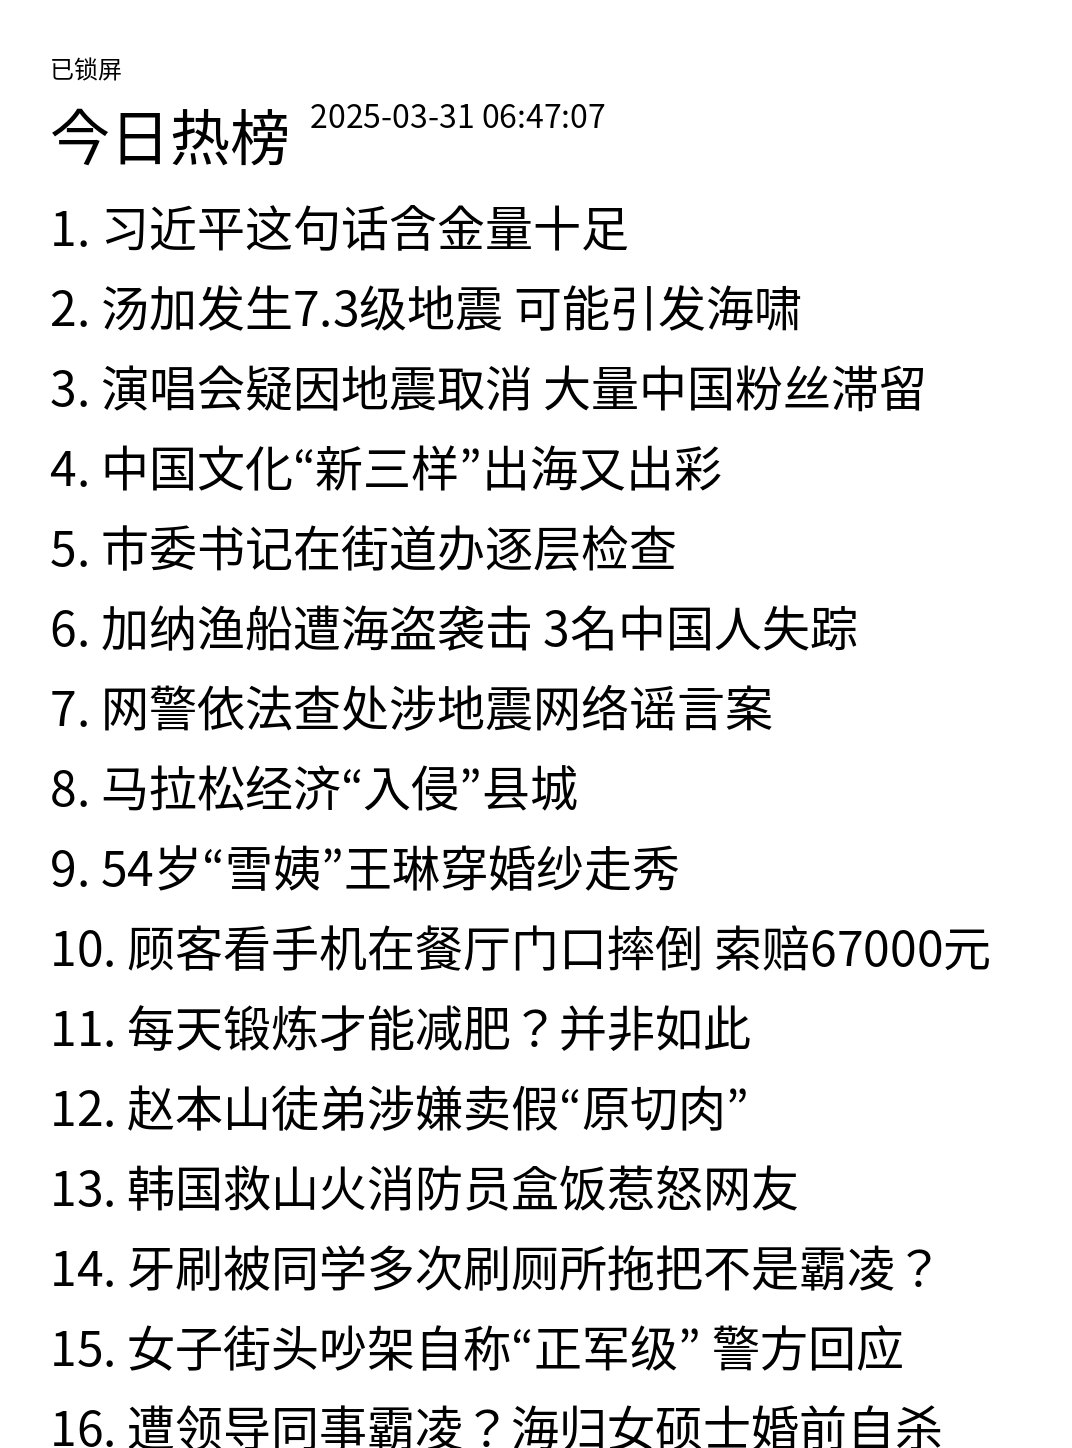 已锁屏
今日热榜 2025-03-31 06:47:07
1. 习近平这句话含金量十足
2. 汤加发生7.3级地震 可能引发海啸
3. 演唱会疑因地震取消 大量中国粉丝滞留
4. 中国文化“新三样”出海又出彩
5. 市委书记在街道办逐层检查
6. 加纳渔船遭海盗袭击 3名中国人失踪
7. 网警依法查处涉地震网络谣言案
8. 马拉松经济“入侵”县城
9. 54岁“雪姨”王琳穿婚纱走秀
10. 顾客看手机在餐厅门口摔倒 索赔67000元
11. 每天锻炼才能减肥？并非如此
12. 赵本山徒弟涉嫌卖假“原切肉”
13. 韩国救山火消防员盒饭惹怒网友
14. 牙刷被同学多次刷厕所拖把不是霸凌？
15. 女子街头吵架自称“正军级” 警方回应
16. 遭领导同事霸凌？海归女硕士婚前自杀